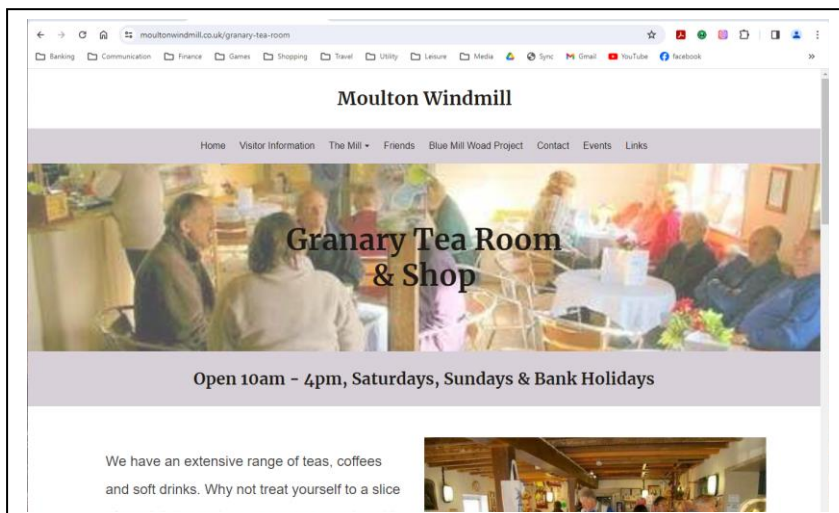 moultonwindmill.co.uk/granary-tea-room
Banking Communication Finance Games Shopping Travel Utility Leisure Media Sync Gmail YouTube facebook
Moulton Windmill
Home Visitor Information The Mill Friends Blue Mill Woad Project Contact Events Links
Granary Tea Room
& Shop
Open 10am - 4pm, Saturdays, Sundays & Bank Holidays
We have an extensive range of teas, coffees
and soft drinks. Why not treat yourself to a slice